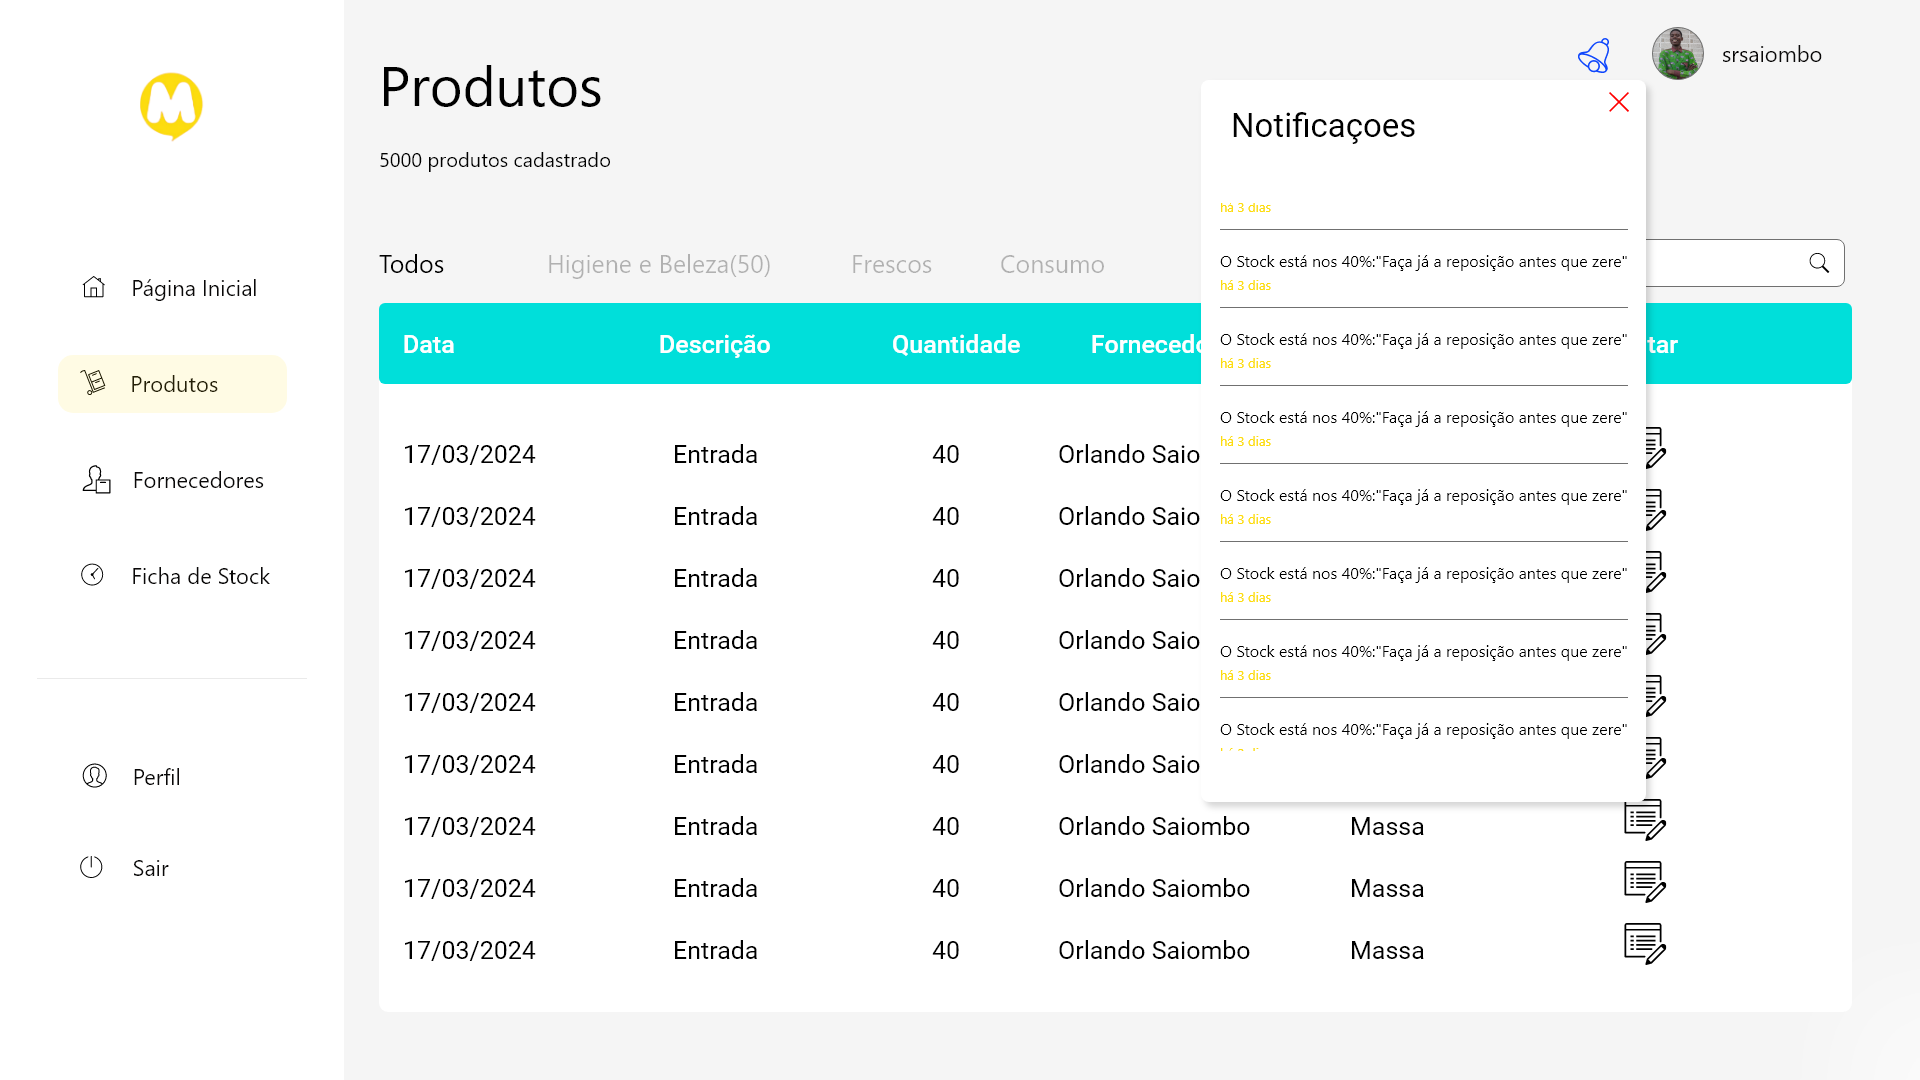 M
srsaiombo
Produtos
5000 produtos cadastrado
Página Inicial
Produtos
Fornecedores
Ficha de Stock
Perfil
Sair
Todos
Higiene e Beleza(50)
Frescos
Consumo
Notificaçoes
há 3 dias
O Stock está nos 40%:"Faça já a reposição antes que zere"
há 3 dias
O Stock está nos 40%:"Faça já a reposição antes que zere"
há 3 dias
O Stock está nos 40%:"Faça já a reposição antes que zere"
há 3 dias
O Stock está nos 40%:"Faça já a reposição antes que zere"
há 3 dias
O Stock está nos 40%:"Faça já a reposição antes que zere"
há 3 dias
O Stock está nos 40%:"Faça já a reposição antes que zere"
há 3 dias
O Stock está nos 40%:"Faça já a reposição antes que zere"
Data Descrição Quantidade Fornecedo tar
17/03/2024 Entrada 40 Orlando Saio
17/03/2024 Entrada 40 Orlando Saio
17/03/2024 Entrada 40 Orlando Saio
17/03/2024 Entrada 40 Orlando Saio
17/03/2024 Entrada 40 Orlando Saio
17/03/2024 Entrada 40 Orlando Saio
17/03/2024 Entrada 40 Orlando Saiombo Massa
17/03/2024 Entrada 40 Orlando Saiombo Massa
17/03/2024 Entrada 40 Orlando Saiombo Massa